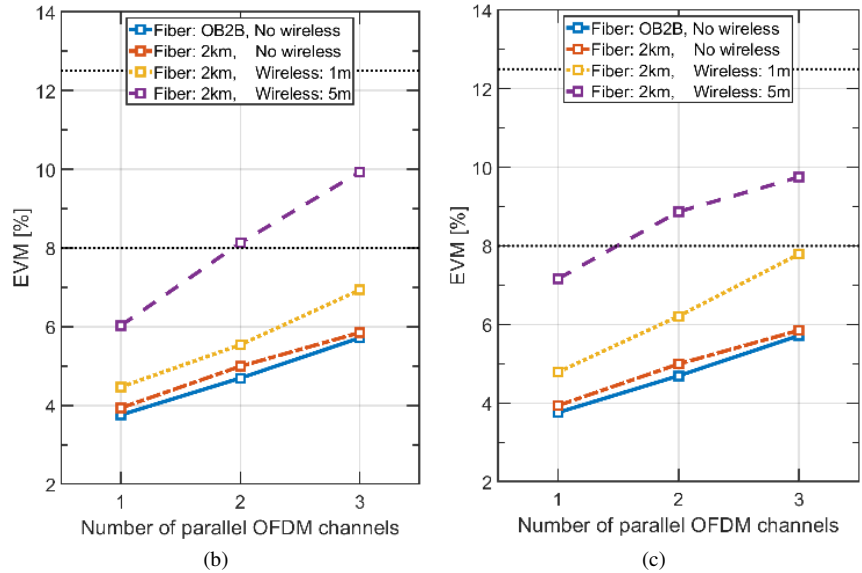 14
12
10
8
6
4
2
EVM [%]
Fiber: OB2B, No wireless
Fiber: 2km, No wireless
Fiber: 2km, Wireless: 1m
Fiber: 2km, Wireless: 5m
1 2 3
Number of parallel OFDM channels
(b)
14
12
10
8
6
4
2
EVM [%]
Fiber: OB2B, No wireless
Fiber: 2km, No wireless
Fiber: 2km, Wireless: 1m
Fiber: 2km, Wireless: 5m
1 2 3
Number of parallel OFDM channels
(c)